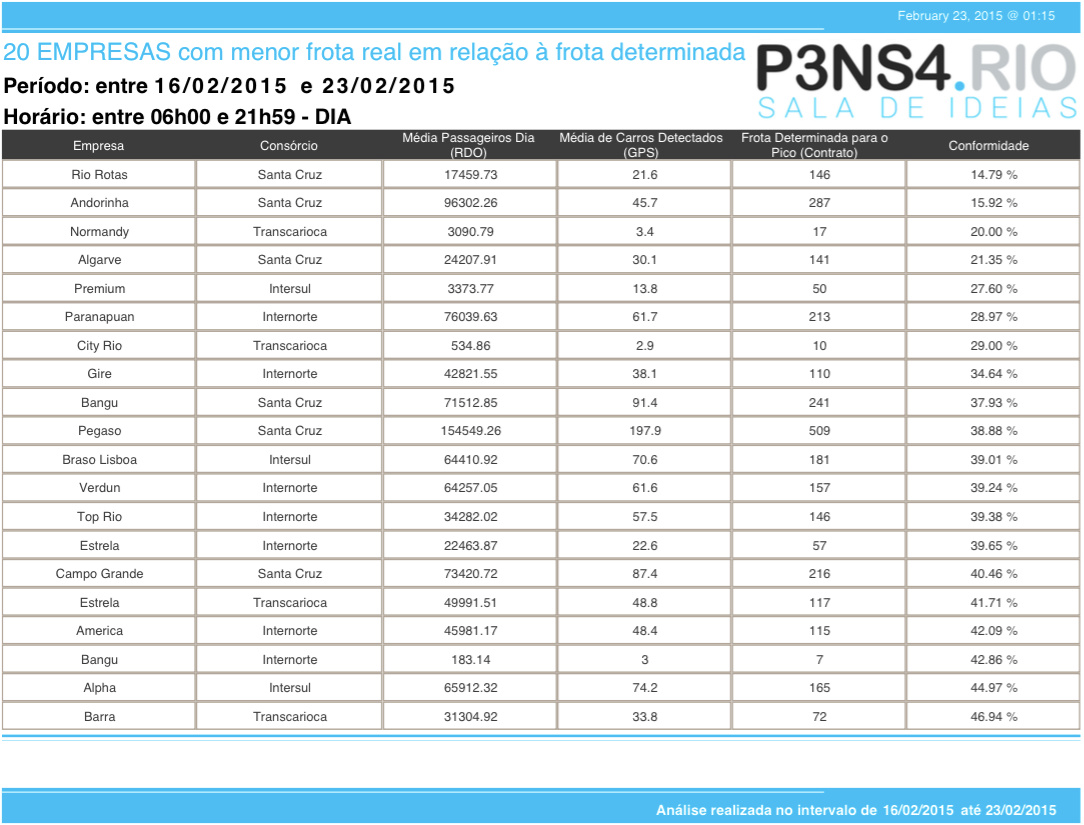 February 23, 2015 @ 01:15
20 EMPRESAS com menor frota real em relação à frota determinada
P3NS4.RIO
SALA DE IDEIAS
Período: entre 16/02/2015 e 23/02/2015
Horário: entre 06h00 e 21h59 - DIA
Empresa Consórcio Média Passageiros Dia (RDO) Média de Carros Detectados (GPS) Frota Determinada para o Pico (Contrato) Conformidade
Rio Rotas Santa Cruz 17459.73 21.6 146 14.79 %
Andorinha Santa Cruz 96302.26 45.7 287 15.92 %
Normandy Transcarioca 3090.79 3.4 17 20.00 %
Algarve Santa Cruz 24207.91 30.1 141 21.35 %
Premium Intersul 3373.77 13.8 50 27.60 %
Paranapuan Internorte 76039.63 61.7 213 28.97 %
City Rio Transcarioca 534.86 2.9 10 29.00 %
Gire Internorte 42821.55 38.1 110 34.64 %
Bangu Santa Cruz 71512.85 91.4 241 37.93 %
Pegaso Santa Cruz 154549.26 197.9 509 38.88 %
Braso Lisboa Intersul 64410.92 70.6 181 39.01 %
Verdun Internorte 64257.05 61.6 157 39.24 %
Top Rio Internorte 34282.02 57.5 146 39.38 %
Estrela Internorte 22463.87 22.6 57 39.65 %
Campo Grande Santa Cruz 73420.72 87.4 216 40.46 %
Estrela Transcarioca 49991.51 48.8 117 41.71 %
America Internorte 45981.17 48.4 115 42.09 %
Bangu Internorte 183.14 3 7 42.86 %
Alpha Intersul 65912.32 74.2 165 44.97 %
Barra Transcarioca 31304.92 33.8 72 46.94 %
Análise realizada no intervalo de 16/02/2015 até 23/02/2015